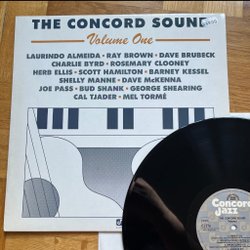 THE CONCORD SOUND
Volume One
LAURINDO ALMEIDA • RAY BROWN • DAVE BRUBECK
CHARLIE BYRD • ROSEMARY CLOONEY
HERB ELLIS • SCOTT HAMILTON • BARNEY KESSEL
SHELLY MANNE • DAVE McKENNA
JOE PASS • BUD SHANK • GEORGE SHEARING
CAL TJADER • MEL TORMÉ
Concord
Jazz